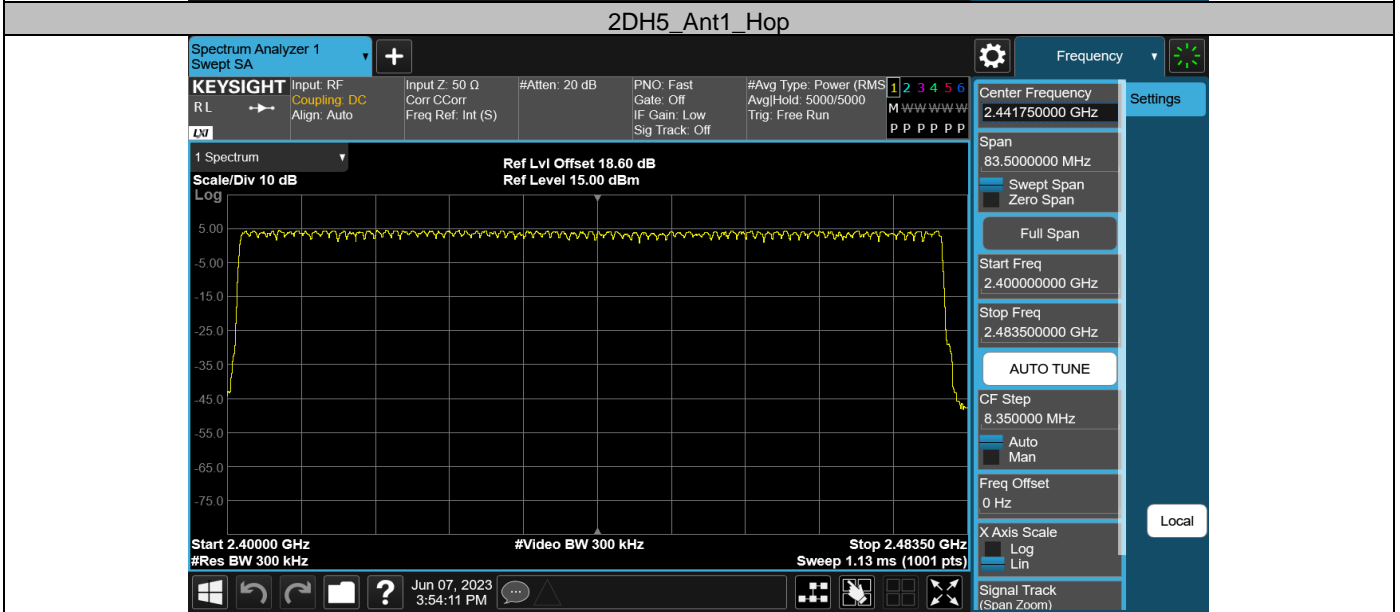 2DH5_Ant1_Hop
Spectrum Analyzer 1
Swept SA
+
Frequency
KEYSIGHT
RL
LXI
Input: RF
Coupling: DC
Align: Auto
Input Z: 50 Ω
Corr CCorr
Freq Ref: Int (S)
#Atten: 20 dB
PNO: Fast
Gate: Off
IF Gain: Low
Sig Track: Off
#Avg Type: Power (RMS
Avg|Hold: 5000/5000
Trig: Free Run
1 2 3 4 5 6
M W W W W W
P P P P P P
1 Spectrum
Scale/Div 10 dB
Ref Lvl Offset 18.60 dB
Ref Level 15.00 dBm
Log
5.00
-5.00
-15.0
-25.0
-35.0
-45.0
-55.0
-65.0
-75.0
Start 2.40000 GHz
#Video BW 300 kHz
Stop 2.48350 GHz
#Res BW 300 kHz
Sweep 1.13 ms (1001 pts)
Center Frequency
2.441750000 GHz
Settings
Span
83.5000000 MHz
Swept Span
Zero Span
Full Span
Start Freq
2.400000000 GHz
Stop Freq
2.483500000 GHz
AUTO TUNE
CF Step
8.350000 MHz
Auto
Man
Freq Offset
0 Hz
X Axis Scale
Log
Lin
Signal Track
(Span Zoom)
Local
?
Jun 07, 2023
3:54:11 PM